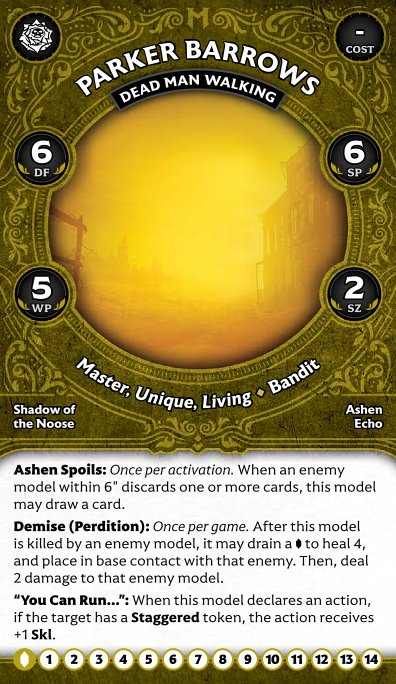 M
-
COST
PARKER BARROWS
DEAD MAN WALKING
6
DF
6
SP
5
WP
2
SZ
Master, Unique, Living ⬥ Bandit
Shadow of
the Noose
Ashen
Echo
Ashen Spoils: Once per activation. When an enemy
model within 6" discards one or more cards, this model
may draw a card.
Demise (Perdition): Once per game. After this model
is killed by an enemy model, it may drain a ⬮ to heal 4,
and place in base contact with that enemy. Then, deal
2 damage to that enemy model.
“You Can Run...”: When this model declares an action,
if the target has a Staggered token, the action receives
+1 Skl.
1 2 3 4 5 6 7 8 9 10 11 12 13 14